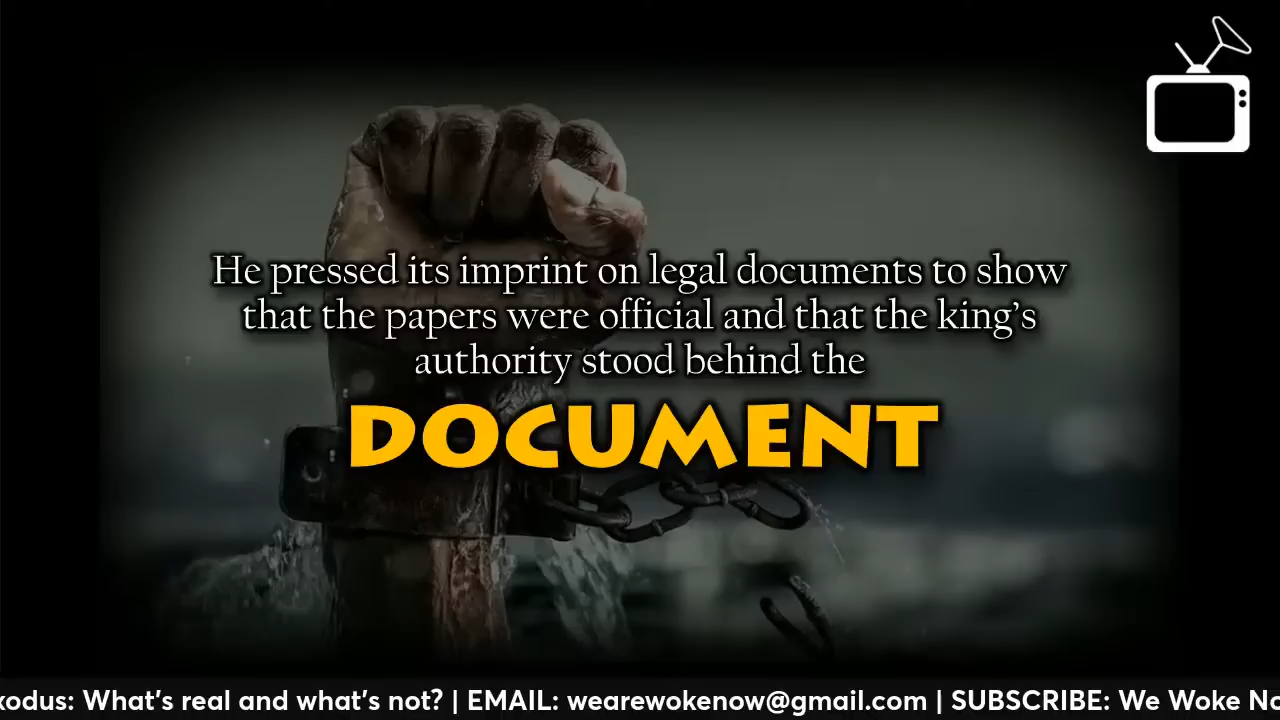 He pressed its imprint on legal documents to show
that the papers were official and that the king's
authority stood behind the
DOCUMENT
xodus: What's real and what's not? | EMAIL: wearewokenow@gmail.com | SUBSCRIBE: We Woke No